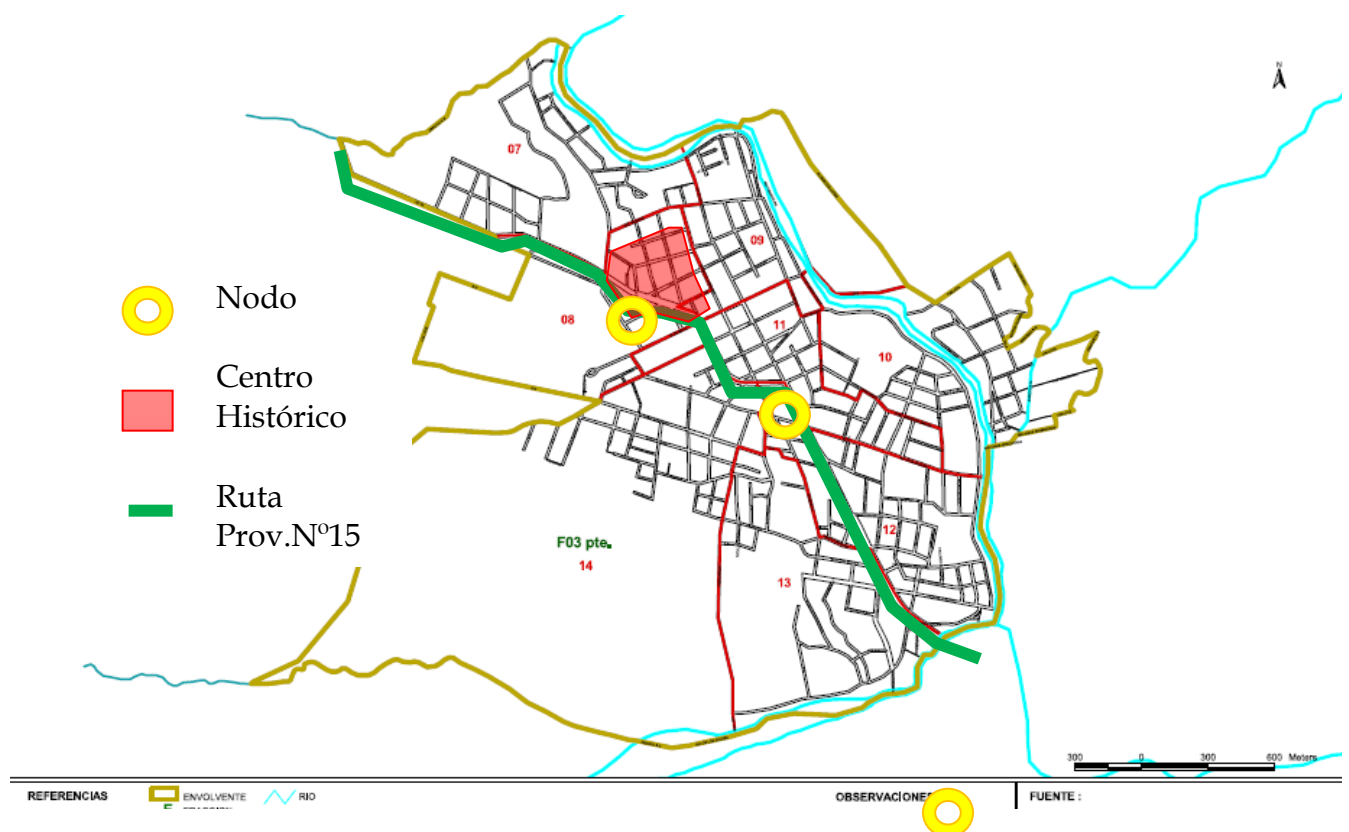 N
07
09
Nodo
08
11
10
Centro
Histórico
Ruta
Prov.Nº15
12
F03 pte.
14
13
300 0 300 600 Meters
REFERENCIAS
ENVOLVENTE
RIO
OBSERVACIONE
FUENTE :